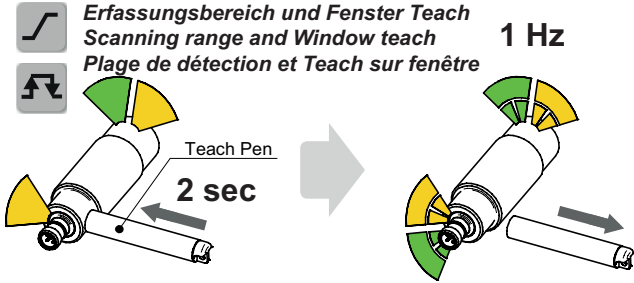 Erfassungsbereich und Fenster Teach
Scanning range and Window teach
Plage de détection et Teach sur fenêtre
1 Hz
Teach Pen
2 sec